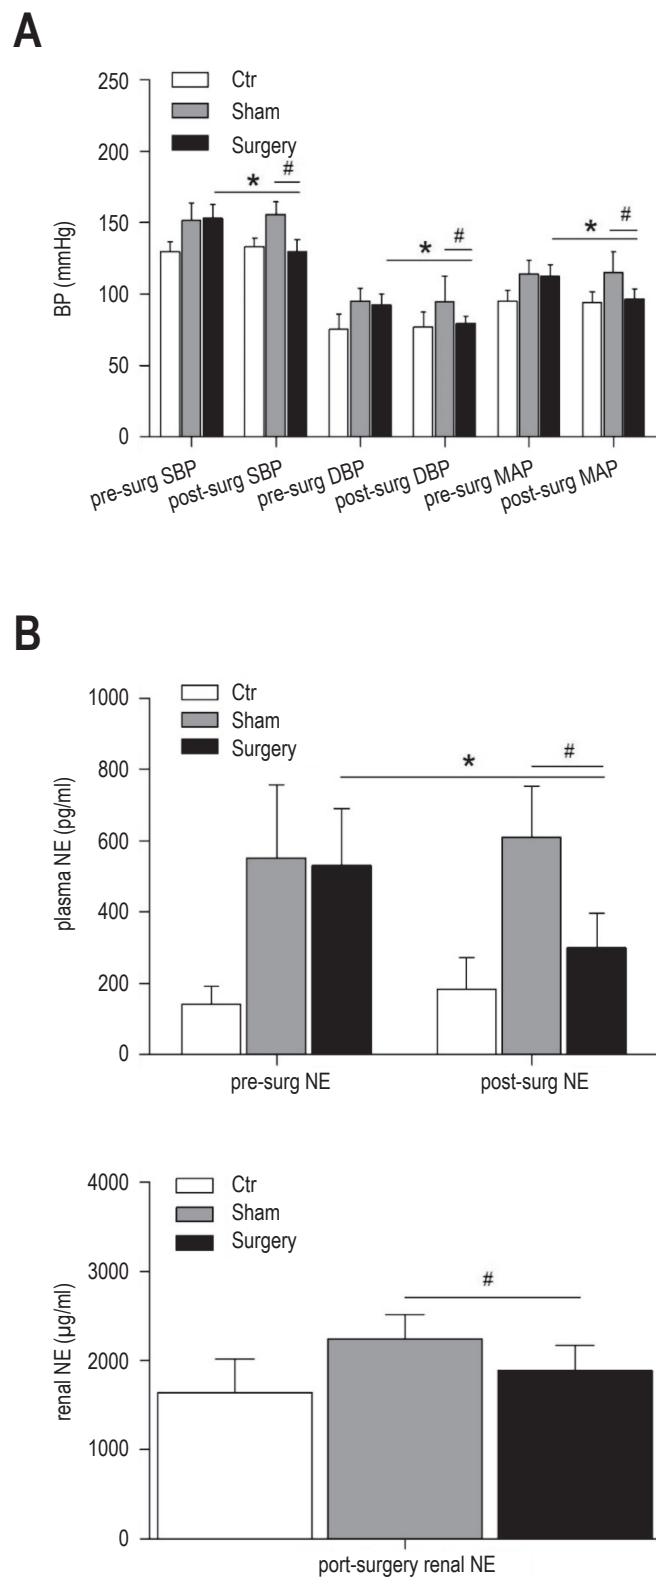 A
250
200
150
100
50
0
BP (mmHg)
Ctr
Sham
Surgery
*
#
*
#
*
#
pre-surg SBP
post-surg SBP
pre-surg DBP
post-surg DBP
pre-surg MAP
post-surg MAP
B
1000
800
600
400
200
0
plasma NE (pg/ml)
Ctr
Sham
Surgery
*
#
pre-surg NE
post-surg NE
4000
3000
2000
1000
0
renal NE (µg/ml)
Ctr
Sham
Surgery
#
port-surgery renal NE